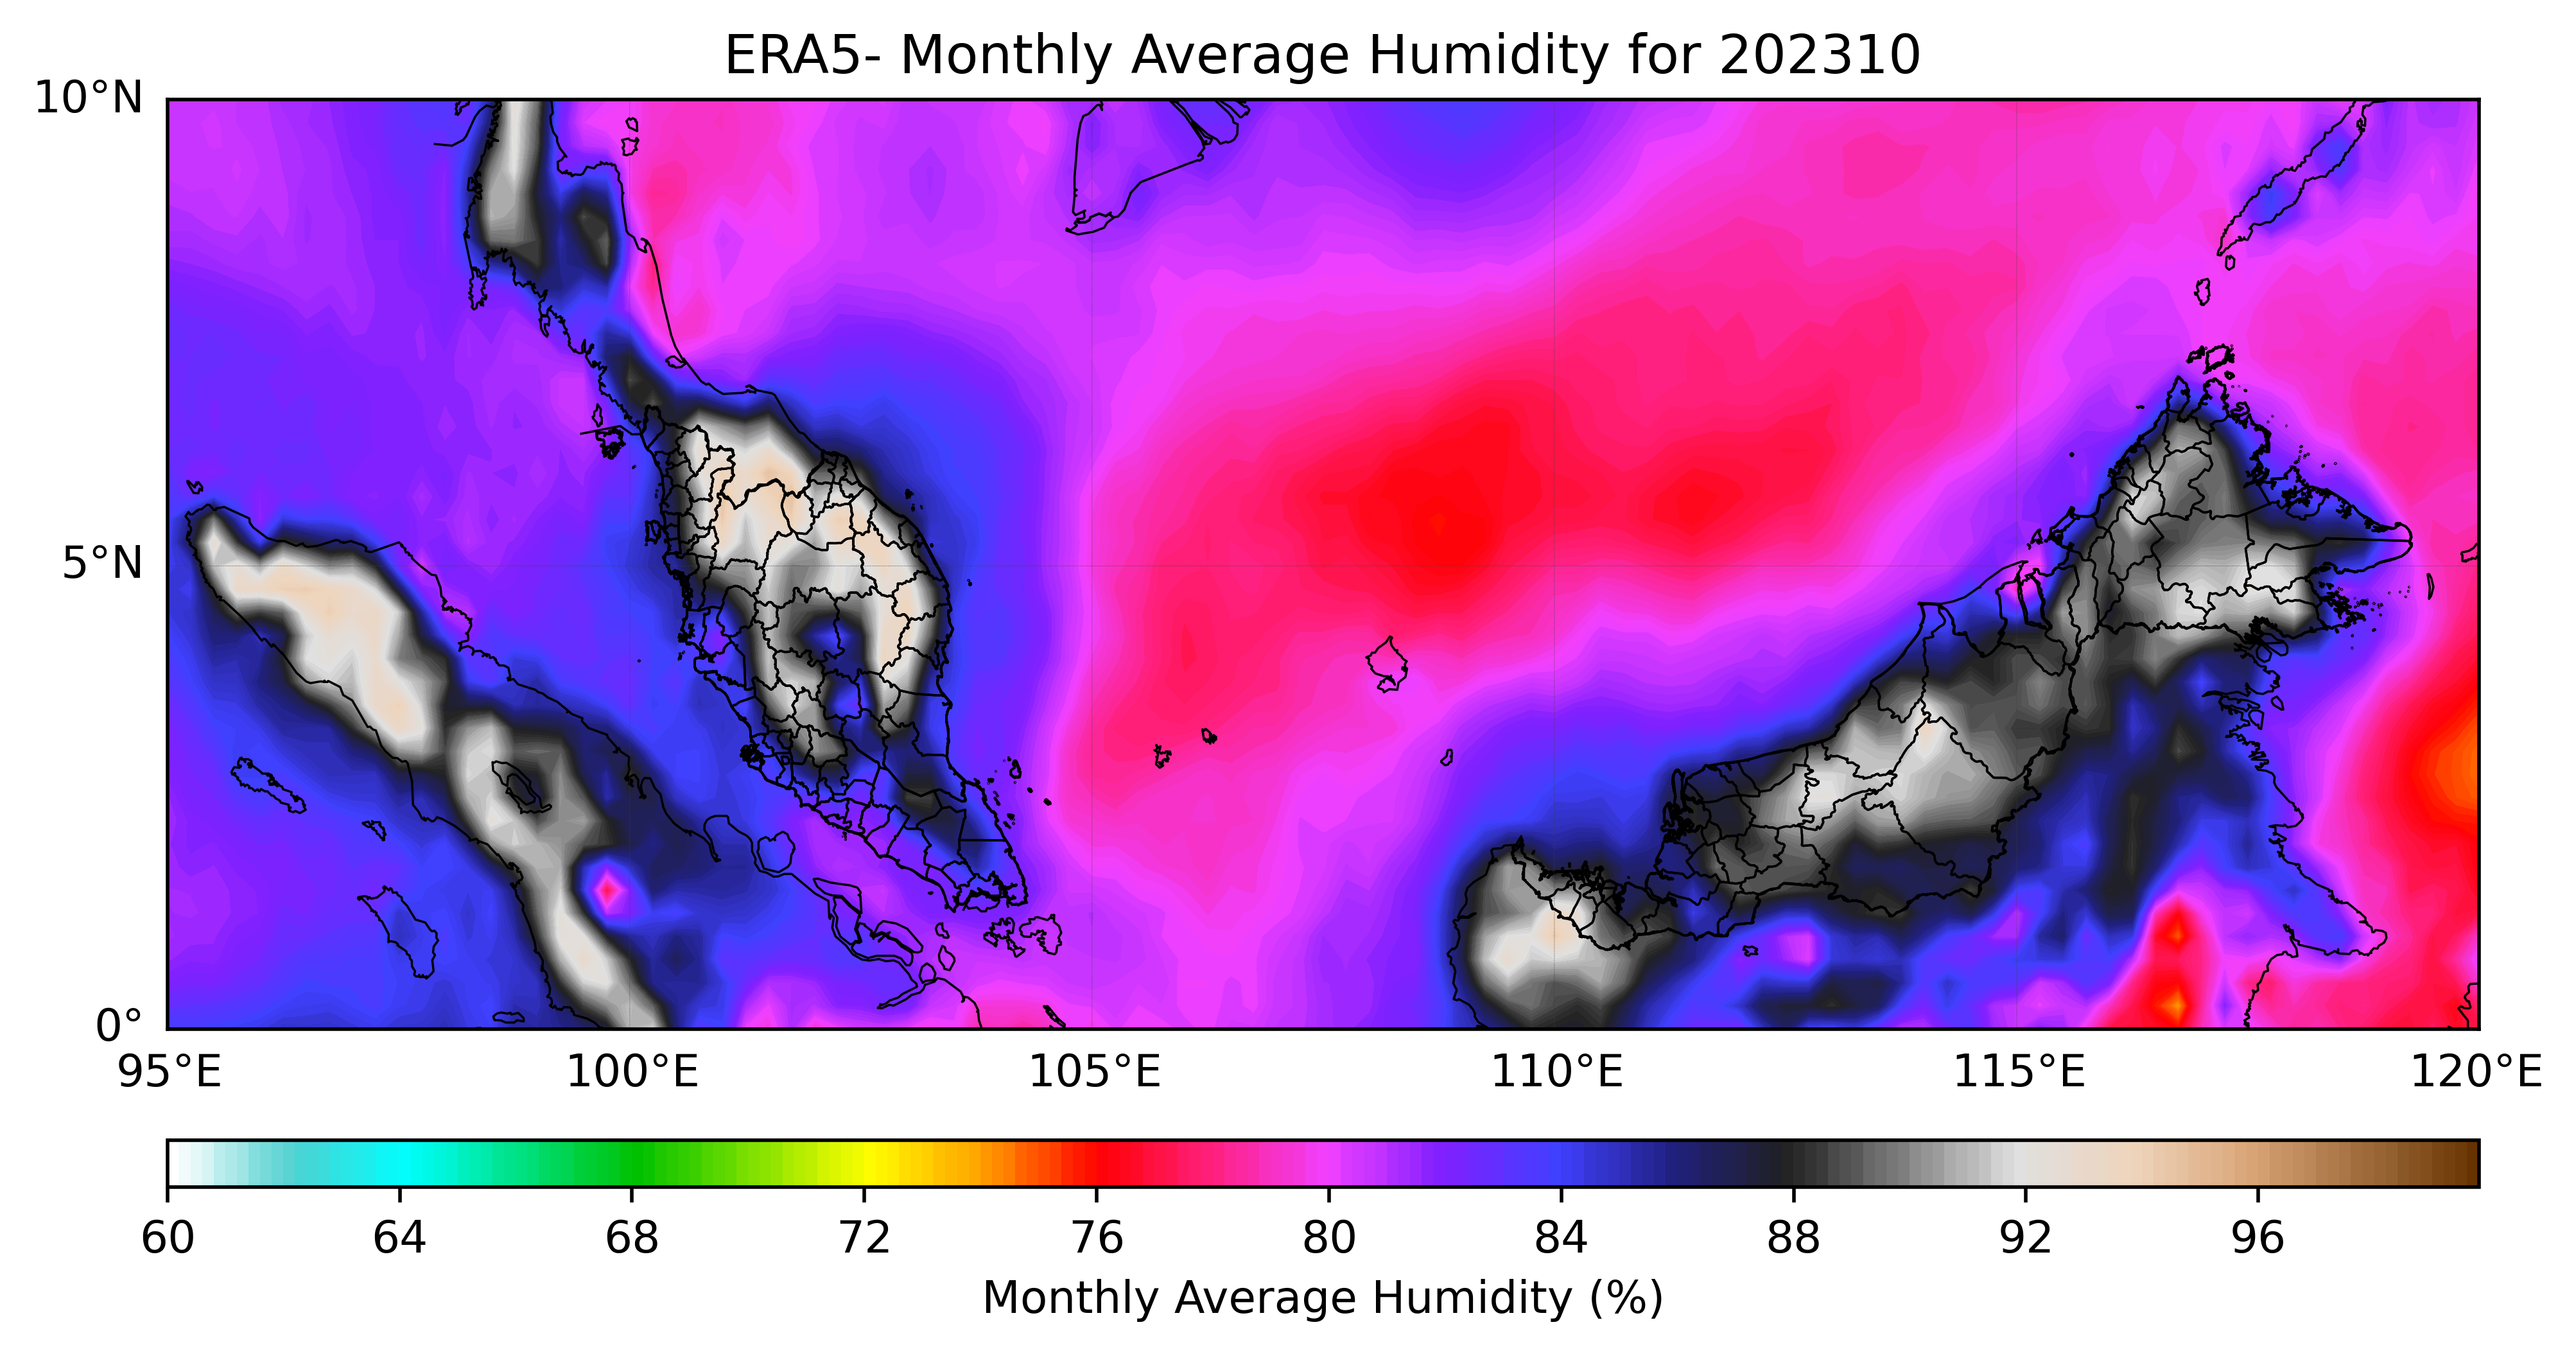 ERA5- Monthly Average Humidity for 202310
10°N
5°N
0°
95°E 100°E 105°E 110°E 115°E 120°E
60 64 68 72 76 80 84 88 92 96
Monthly Average Humidity (%)